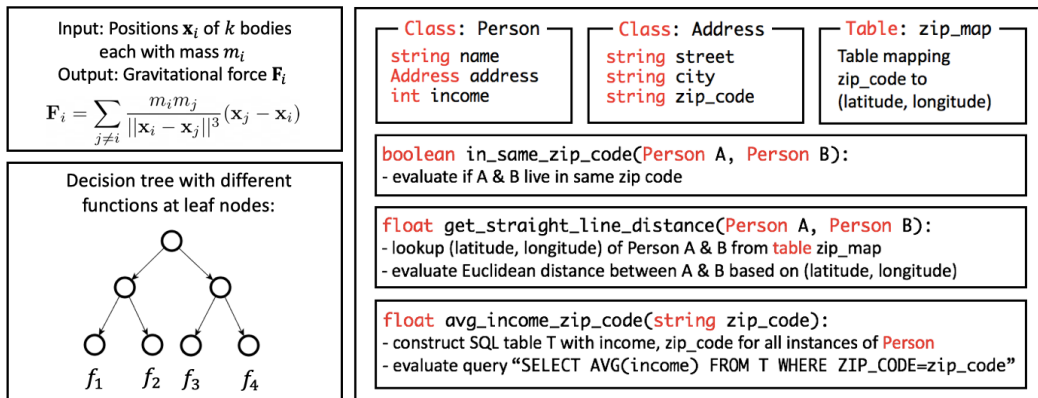 Input: Positions 𝐱ᵢ of 𝑘 bodies
each with mass 𝑚ᵢ
Output: Gravitational force 𝐅ᵢ
𝐅ᵢ = ∑_{j≠i} \frac{m_i m_j}{||𝐱ᵢ − 𝐱ⱼ||³} (𝐱ⱼ − 𝐱ᵢ)
Decision tree with different
functions at leaf nodes:
f₁ f₂ f₃ f₄
Class: Person
string name
Address address
int income
Class: Address
string street
string city
string zip_code
Table: zip_map
Table mapping
zip_code to
(latitude, longitude)
boolean in_same_zip_code(Person A, Person B):
- evaluate if A & B live in same zip code
float get_straight_line_distance(Person A, Person B):
- lookup (latitude, longitude) of Person A & B from table zip_map
- evaluate Euclidean distance between A & B based on (latitude, longitude)
float avg_income_zip_code(string zip_code):
- construct SQL table T with income, zip_code for all instances of Person
- evaluate query “SELECT AVG(income) FROM T WHERE ZIP_CODE=zip_code”